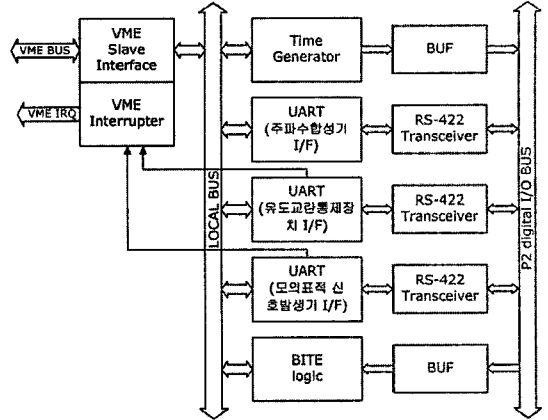 VME BUS
VME
Slave
Interface
VME IRQ
VME
Interrupter
LOCAL BUS
Time
Generator
BUF
UART
(주파수합성기
I/F)
RS-422
Transceiver
UART
(유도교란통제장
치 I/F)
RS-422
Transceiver
UART
(모의표적 신
호발생기 I/F)
RS-422
Transceiver
BITE
logic
BUF
P2 digital I/O BUS